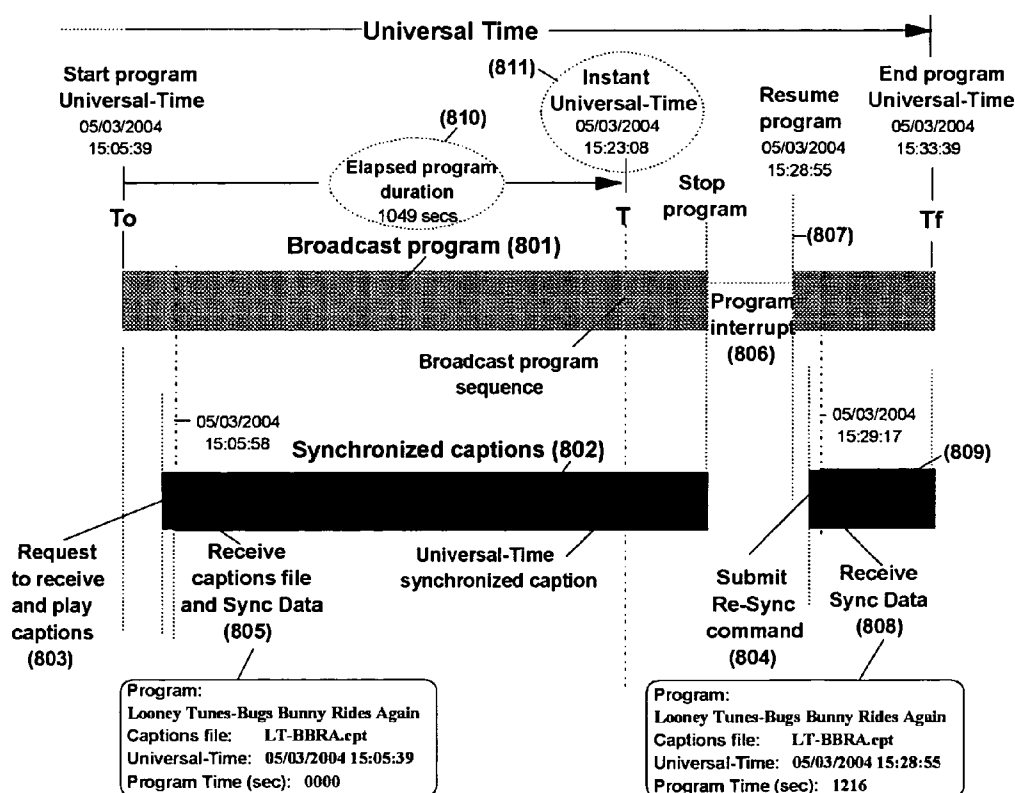 Universal Time
Start program
Universal-Time
05/03/2004
15:05:39
(811)
Instant
Universal-Time
05/03/2004
15:23:08
Resume
program
05/03/2004
15:28:55
End program
Universal-Time
05/03/2004
15:33:39
(810)
Elapsed program
duration
1049 secs.
Stop
program
To
T
Tf
(807)
Broadcast program (801)
Program
interrupt
(806)
Broadcast program
sequence
05/03/2004
15:05:58
05/03/2004
15:29:17
Synchronized captions (802)
(809)
Request
to receive
and play
captions
(803)
Receive
captions file
and Sync Data
(805)
Universal-Time
synchronized caption
Submit
Re-Sync
command
(804)
Receive
Sync Data
(808)
Program:
Looney Tunes-Bugs Bunny Rides Again
Captions file: LT-BBRA.cpt
Universal-Time: 05/03/2004 15:05:39
Program Time (sec): 0000
Program:
Looney Tunes-Bugs Bunny Rides Again
Captions file: LT-BBRA.cpt
Universal-Time: 05/03/2004 15:28:55
Program Time (sec): 1216